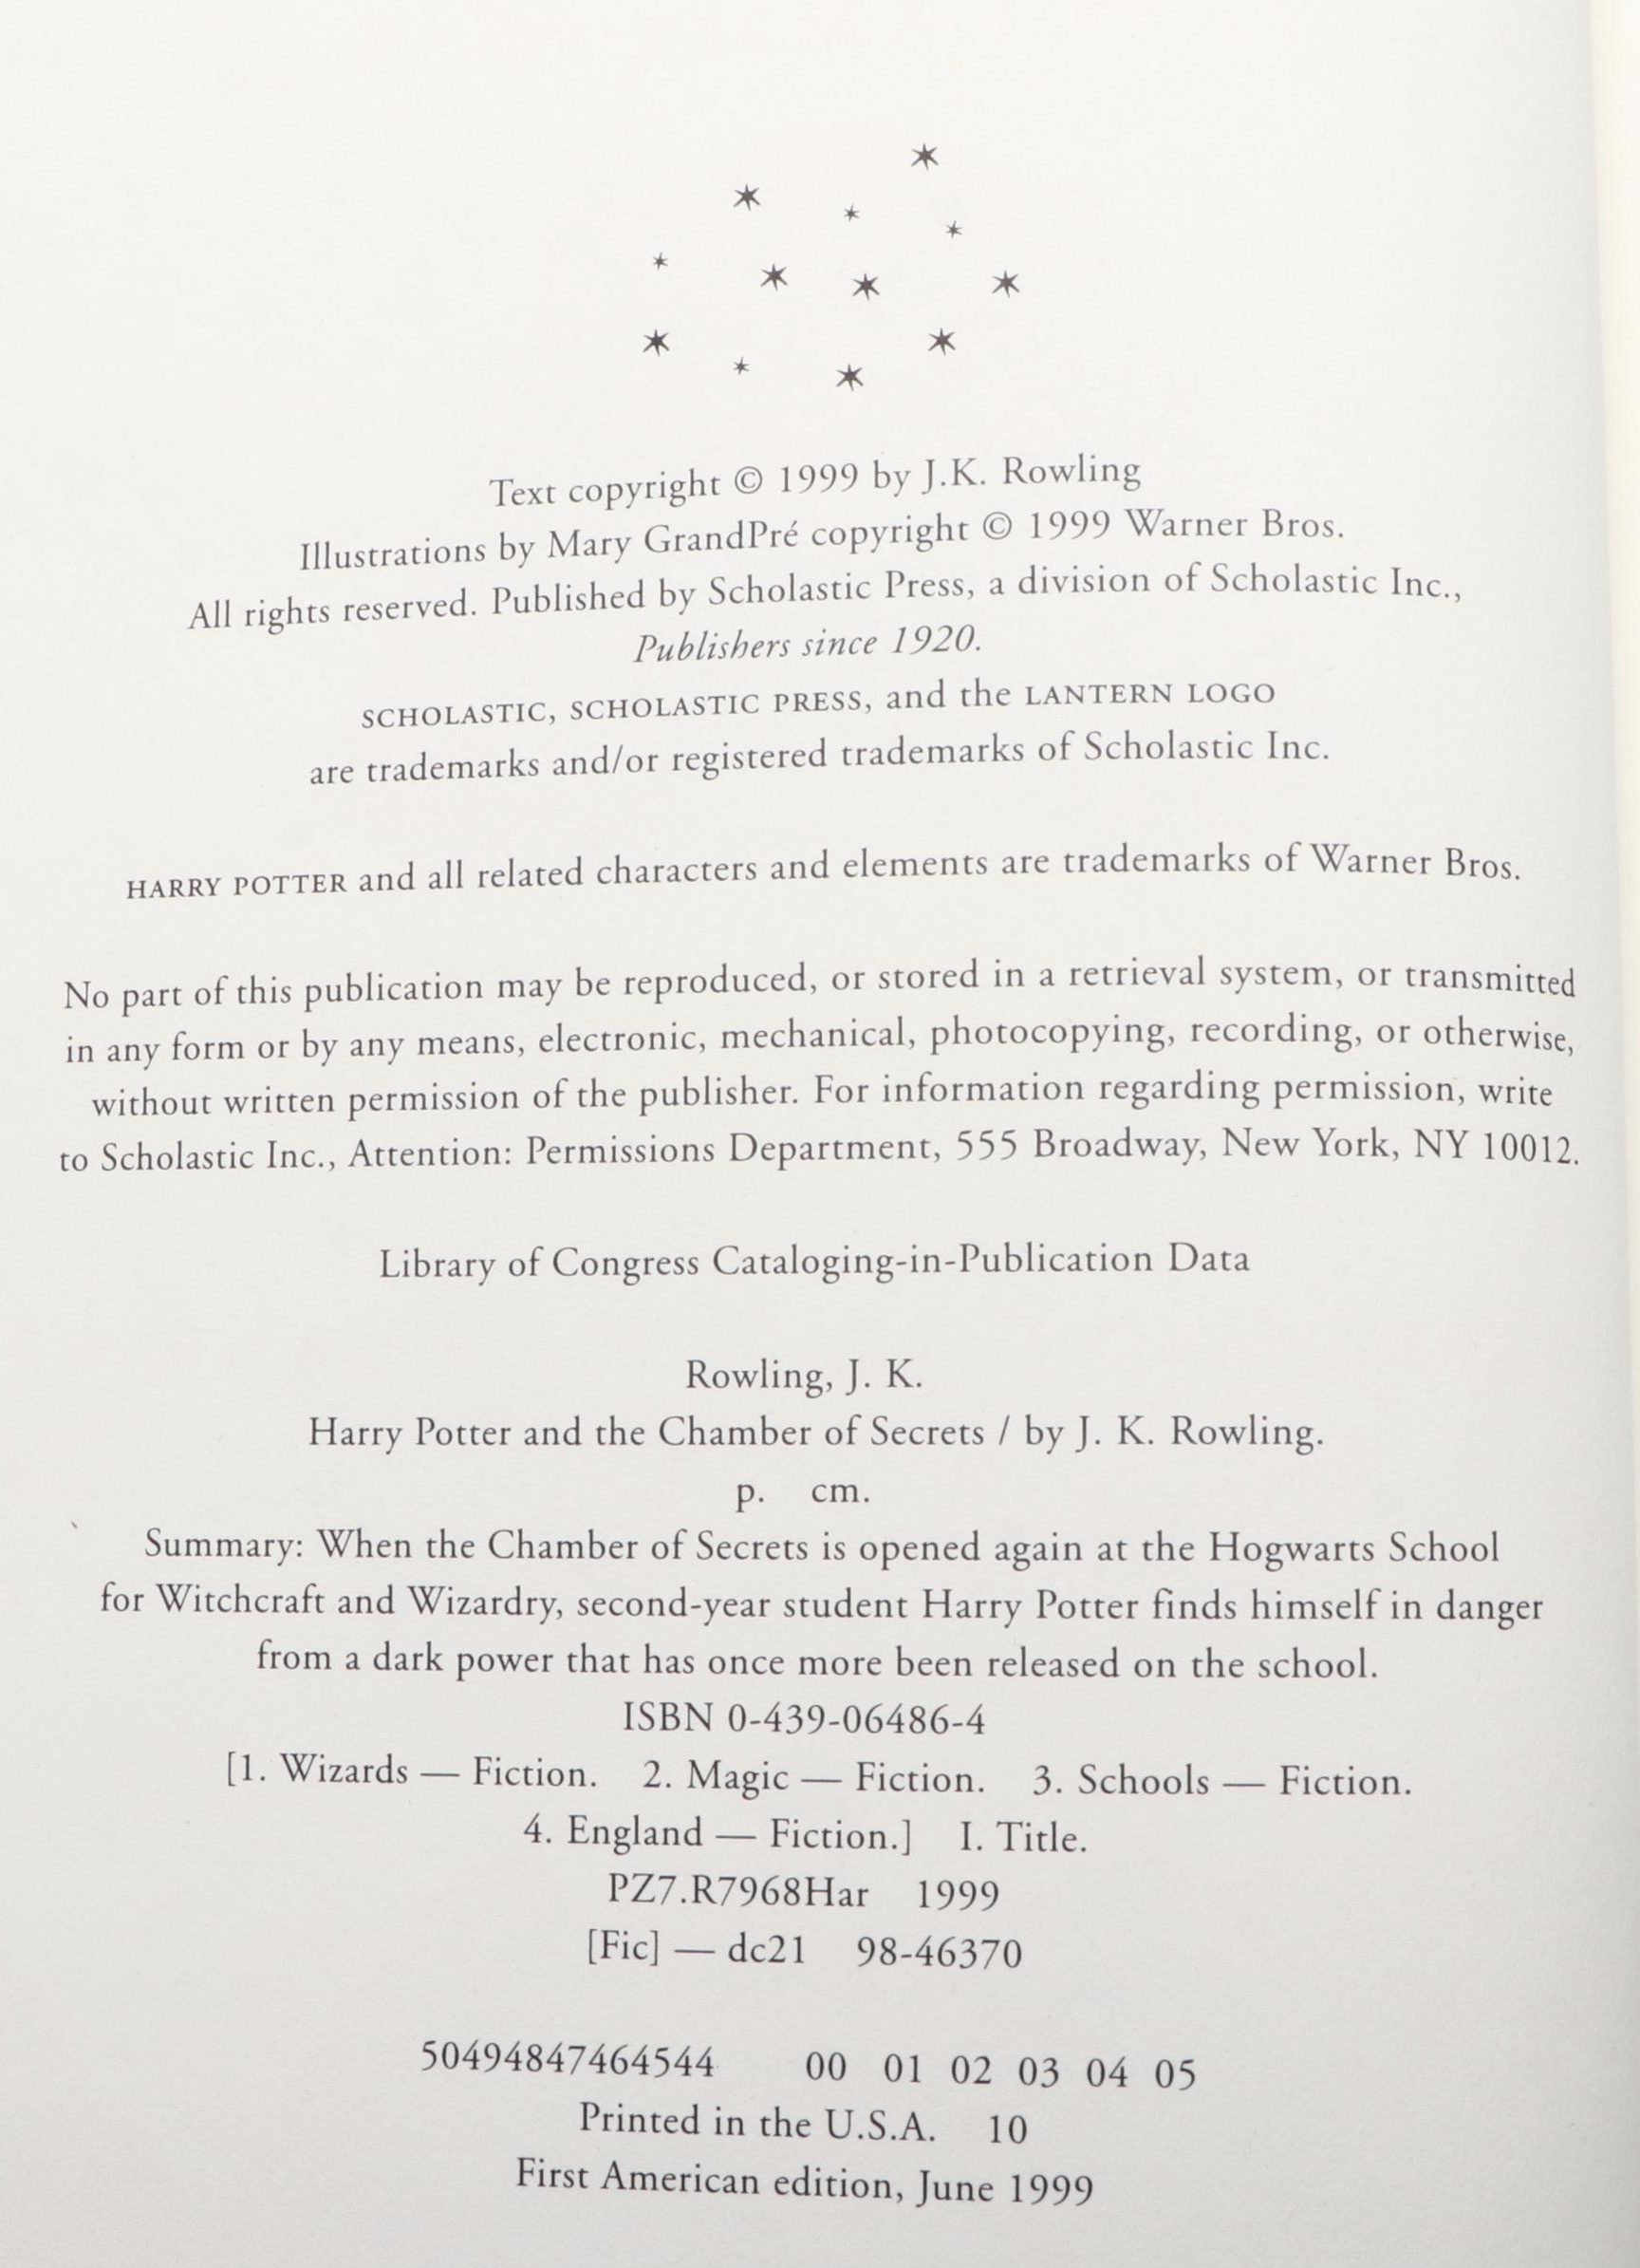 Text copyright © 1999 by J.K. Rowling
Illustrations by Mary GrandPré copyright © 1999 Warner Bros.
All rights reserved. Published by Scholastic Press, a division of Scholastic Inc.,
Publishers since 1920.
SCHOLASTIC, SCHOLASTIC PRESS, and the LANTERN LOGO
are trademarks and/or registered trademarks of Scholastic Inc.
HARRY POTTER and all related characters and elements are trademarks of Warner Bros.
No part of this publication may be reproduced, or stored in a retrieval system, or transmitted
in any form or by any means, electronic, mechanical, photocopying, recording, or otherwise,
without written permission of the publisher. For information regarding permission, write
to Scholastic Inc., Attention: Permissions Department, 555 Broadway, New York, NY 10012.
Library of Congress Cataloging-in-Publication Data
Rowling, J. K.
Harry Potter and the Chamber of Secrets / by J. K. Rowling.
p. cm.
Summary: When the Chamber of Secrets is opened again at the Hogwarts School
for Witchcraft and Wizardry, second-year student Harry Potter finds himself in danger
from a dark power that has once more been released on the school.
ISBN 0-439-06486-4
[1. Wizards — Fiction. 2. Magic — Fiction. 3. Schools — Fiction.
4. England — Fiction.] I. Title.
PZ7.R7968Har 1999
[Fic] — dc21 98-46370
50494847464544 00 01 02 03 04 05
Printed in the U.S.A. 10
First American edition, June 1999